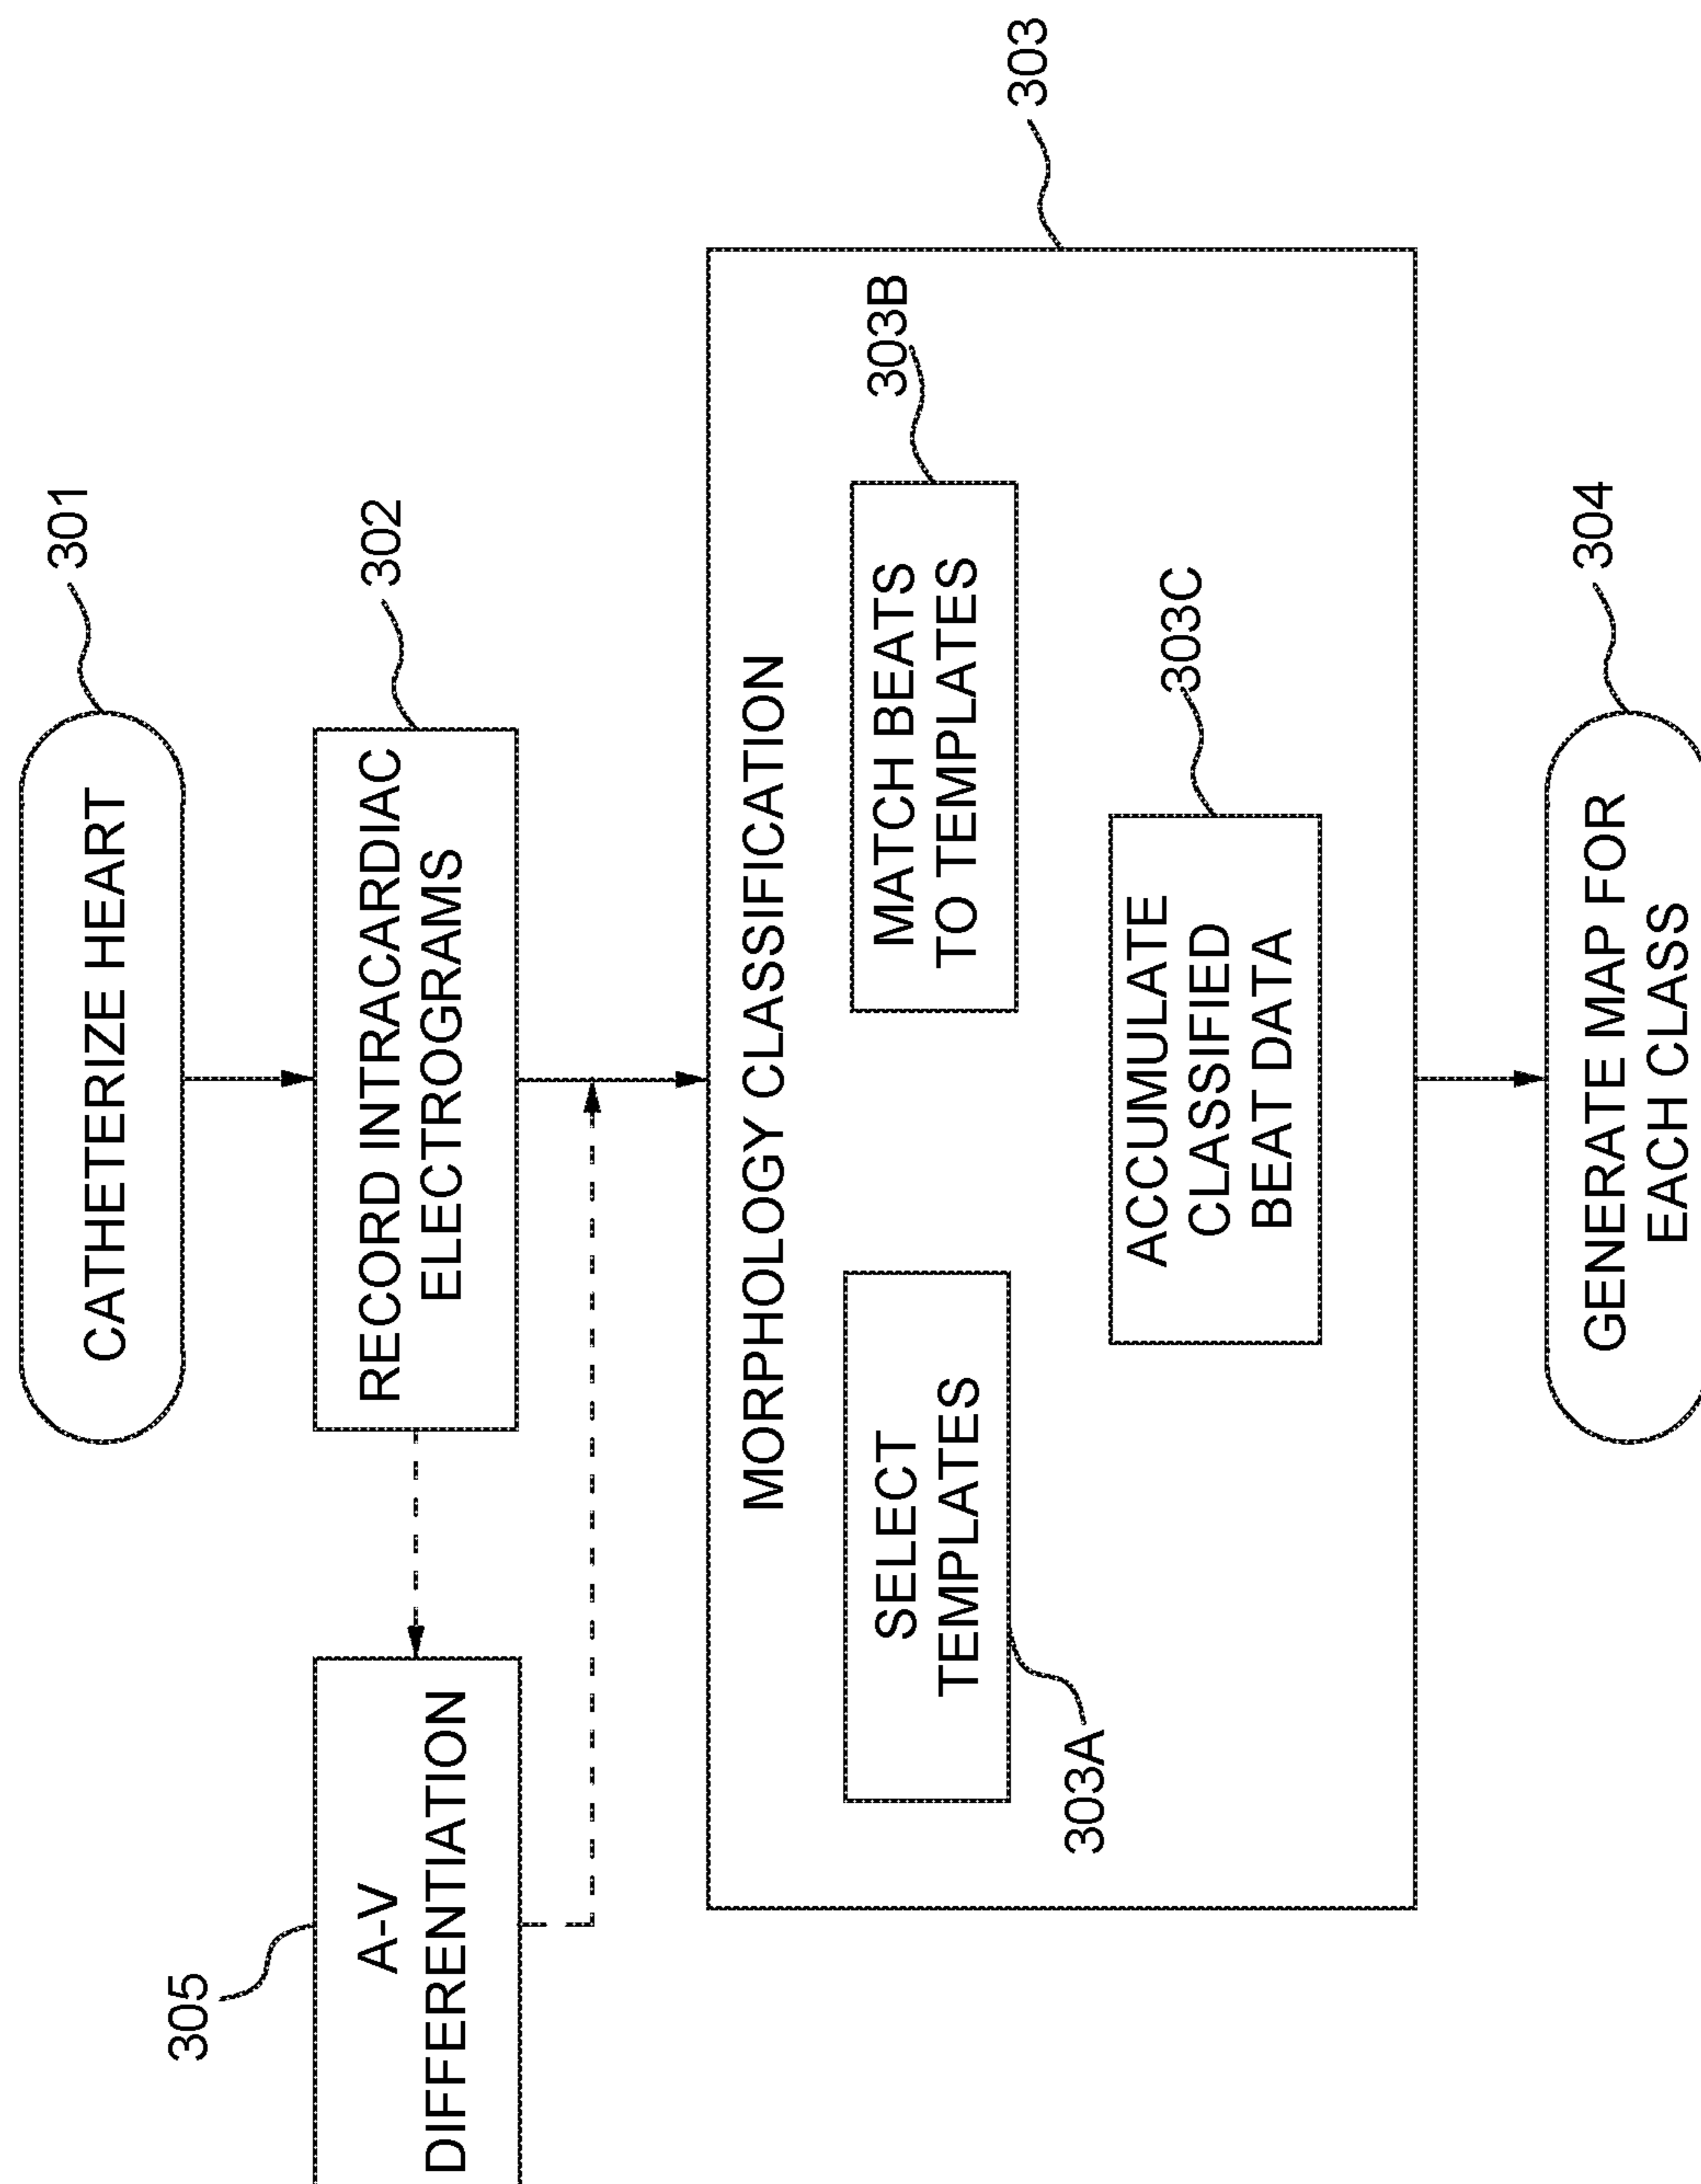 CATHETERIZE HEART
301
RECORD INTRACARDIAC
ELECTROGRAMS
302
305
A-V
DIFFERENTIATION
MORPHOLOGY CLASSIFICATION
303
SELECT
TEMPLATES
303A
MATCH BEATS
TO TEMPLATES
303B
ACCUMULATE
CLASSIFIED
BEAT DATA
303C
GENERATE MAP FOR
EACH CLASS
304